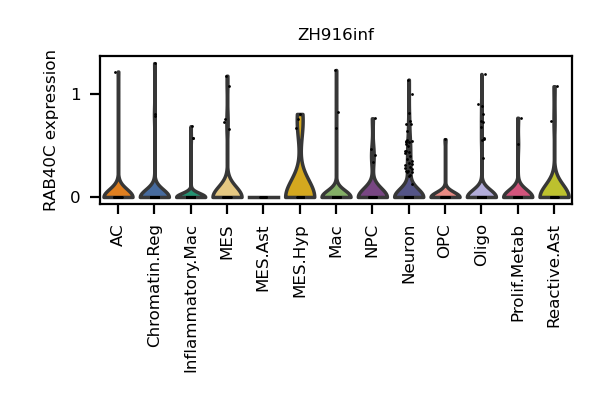 ZH916inf
RAB40C expression
1
0
AC
Chromatin.Reg
Inflammatory.Mac
MES
MES.Ast
MES.Hyp
Mac
NPC
Neuron
OPC
Oligo
Prolif.Metab
Reactive.Ast